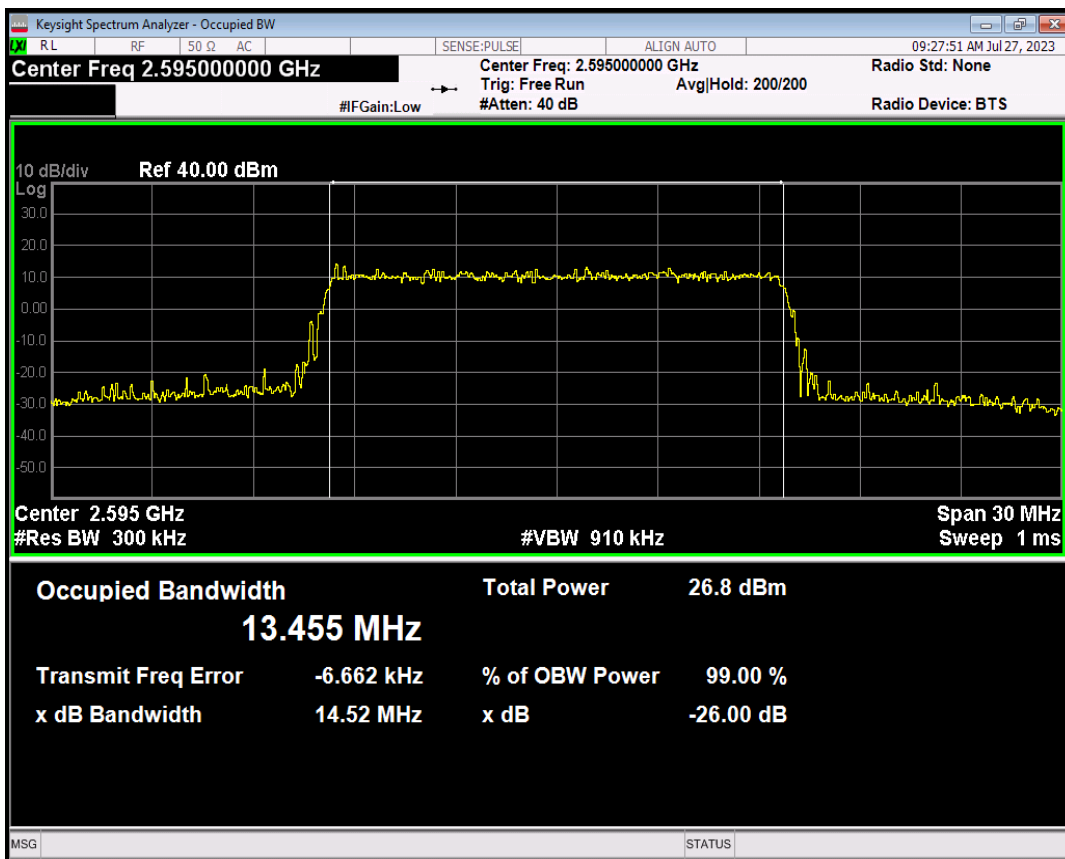 Keysight Spectrum Analyzer - Occupied BW
LXI RL RF 50 Ω AC SENSE:PULSE ALIGN AUTO 09:27:51 AM Jul 27, 2023
Center Freq 2.595000000 GHz Center Freq: 2.595000000 GHz Radio Std: None
Trig: Free Run Avg|Hold: 200/200
#IFGain:Low #Atten: 40 dB Radio Device: BTS
10 dB/div Ref 40.00 dBm
Log
30.0
20.0
10.0
0.00
-10.0
-20.0
-30.0
-40.0
-50.0
Center 2.595 GHz Span 30 MHz
#Res BW 300 kHz #VBW 910 kHz Sweep 1 ms
Occupied Bandwidth Total Power 26.8 dBm
13.455 MHz
Transmit Freq Error -6.662 kHz % of OBW Power 99.00 %
x dB Bandwidth 14.52 MHz x dB -26.00 dB
MSG STATUS